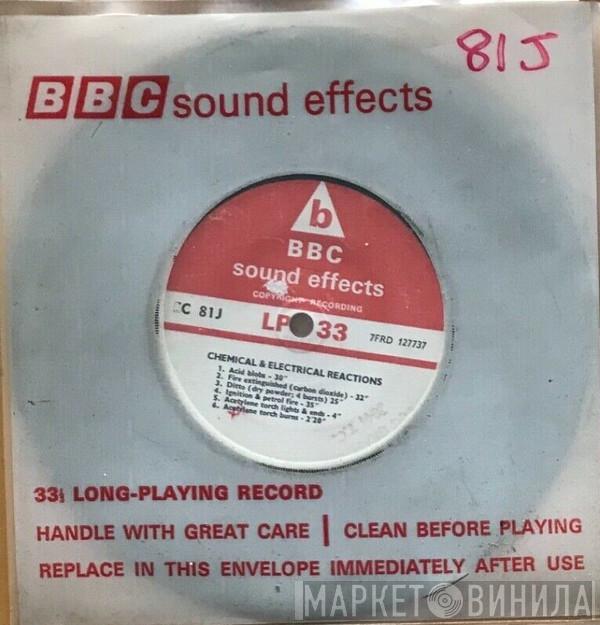 81J
BBC sound effects
b
BBC
sound effects
COPYRIGHT RECORDING
EC 81J
LP 33
7FRD 127737
CHEMICAL & ELECTRICAL REACTIONS
1. Acid blobs - 30"
2. Fire extinguished (carbon dioxide) - 32"
3. Ditto (dry powder; 4 bursts) 25"
4. Ignition & petrol fire - 35"
5. Acetylene torch lights & ends - 4"
6. Acetylene torch burns - 2'20"
33⅓ LONG-PLAYING RECORD
HANDLE WITH GREAT CARE | CLEAN BEFORE PLAYING
REPLACE IN THIS ENVELOPE IMMEDIATELY AFTER USE
МАРКЕТ ВИНИЛА